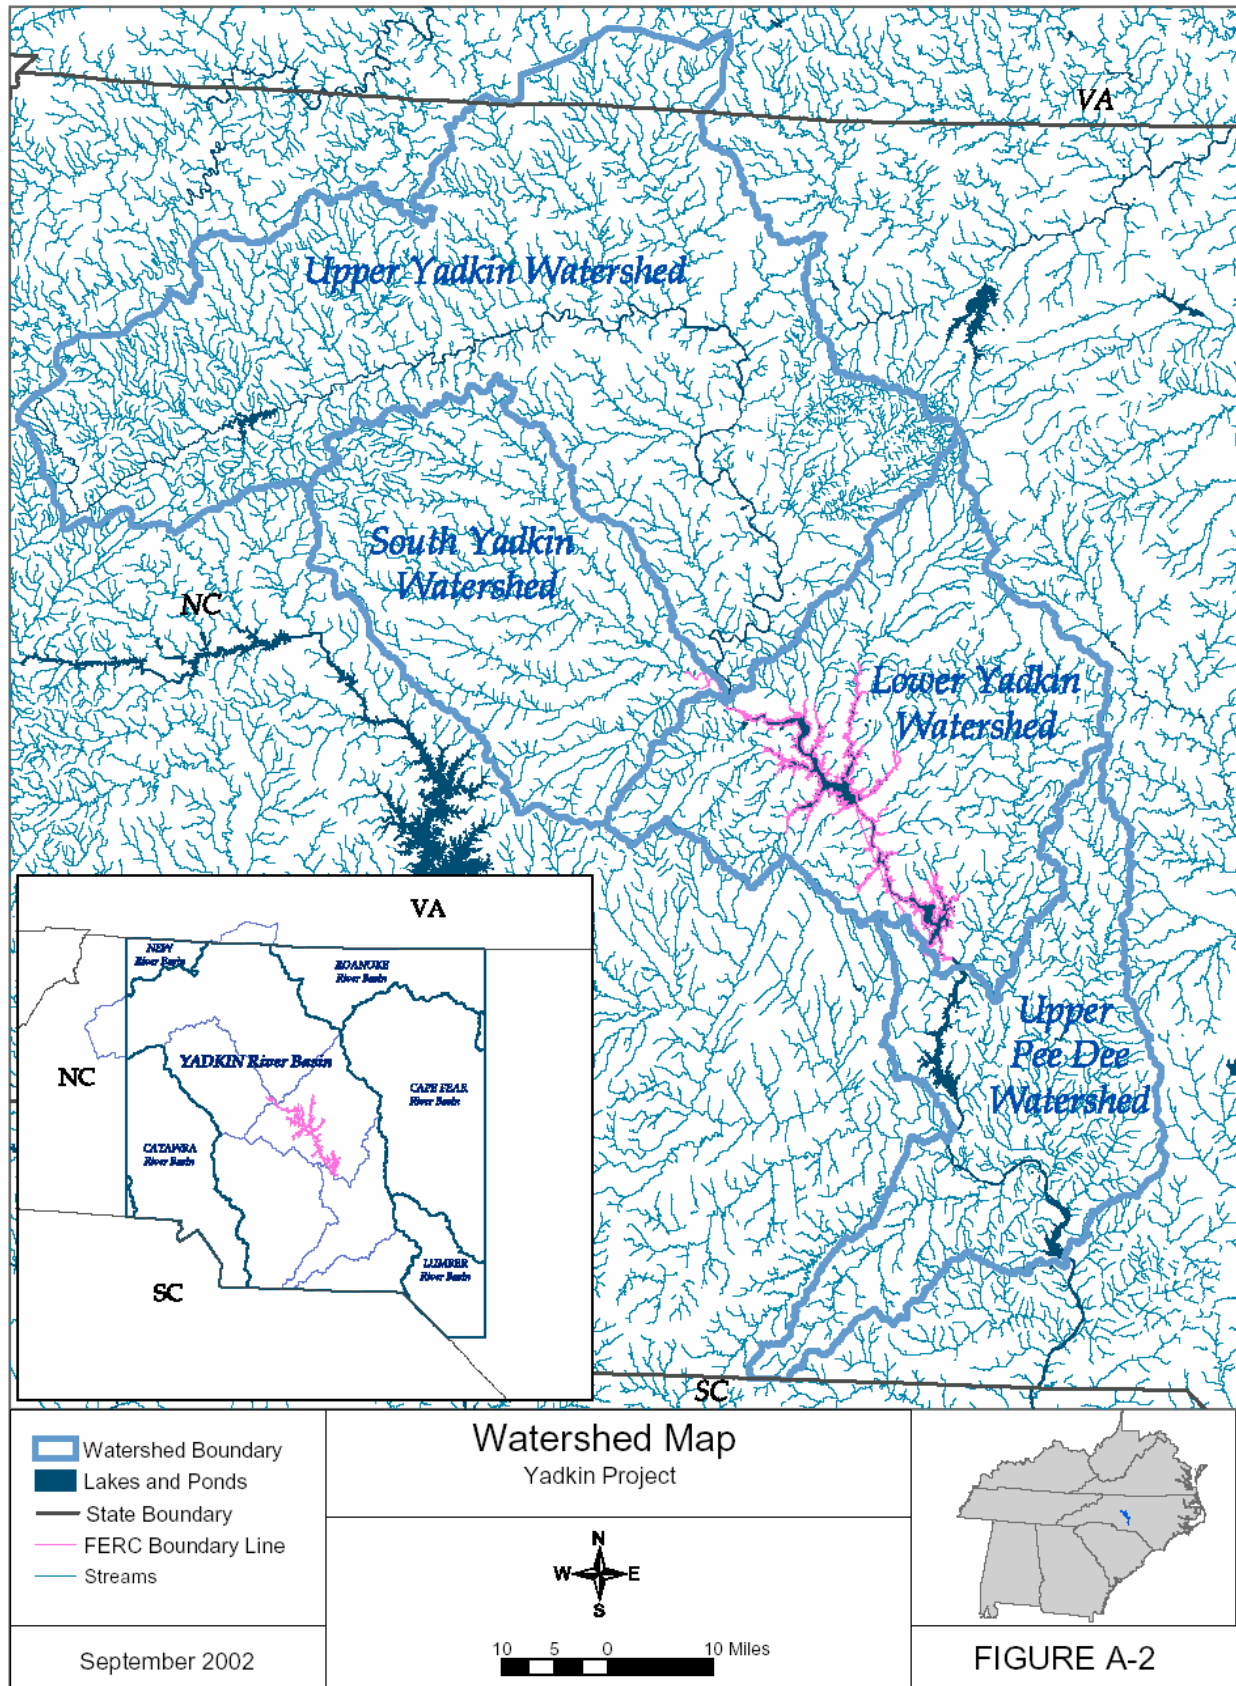 VA
Upper Yadkin Watershed
South Yadkin
Watershed
NC
Lower Yadkin
Watershed
Upper
Pee Dee
Watershed
SC
VA
NEW
River Basin
ROANOKE
River Basin
YADKIN River Basin
NC
CAPE FEAR
River Basin
CATAWBA
River Basin
SC
LUMBER
River Basin
Watershed Boundary
Lakes and Ponds
State Boundary
FERC Boundary Line
Streams
September 2002
Watershed Map
Yadkin Project
N
W E
S
10 5 0 10 Miles
FIGURE A-2